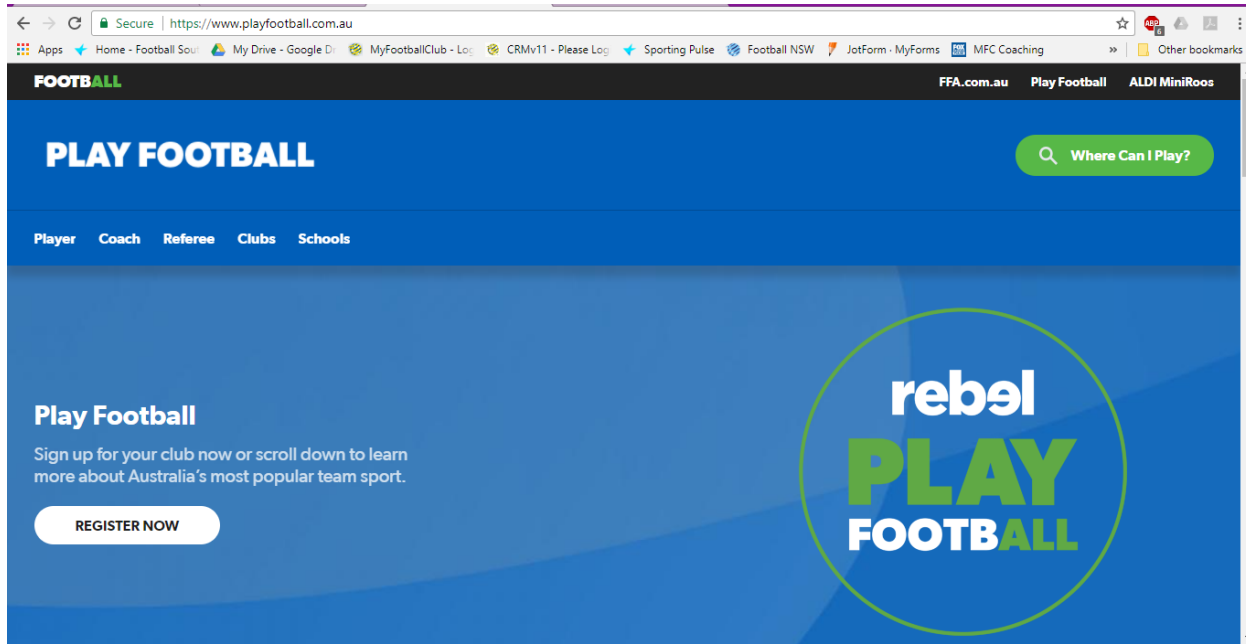 Secure | https://www.playfootball.com.au
ABP 6
Apps Home - Football Sout My Drive - Google Dr MyFootballClub - Log CRMv11 - Please Log Sporting Pulse Football NSW JotForm · MyForms MFC Coaching » Other bookmarks
FOOTBALL FFA.com.au Play Football ALDI MiniRoos
PLAY FOOTBALL Where Can I Play?
Player Coach Referee Clubs Schools
Play Football
Sign up for your club now or scroll down to learn
more about Australia's most popular team sport.
REGISTER NOW
rebel
PLAY
FOOTBALL